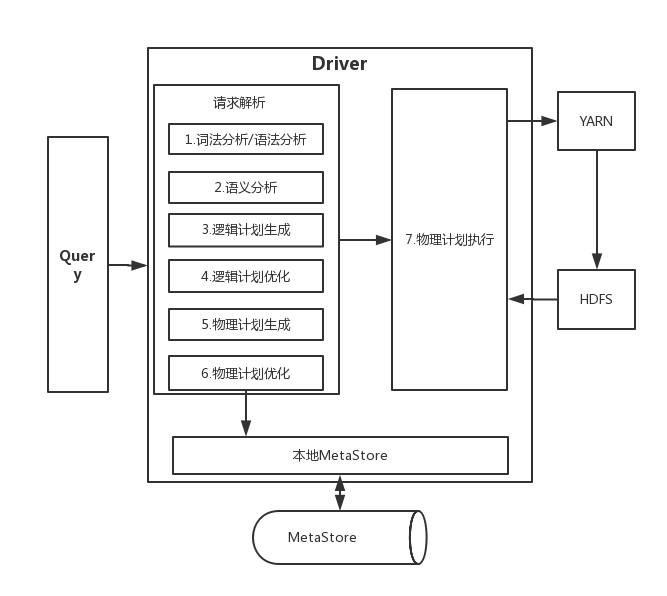 Driver
请求解析
1.词法分析/语法分析
2.语义分析
3.逻辑计划生成
4.逻辑计划优化
5.物理计划生成
6.物理计划优化
Quer
y
7.物理计划执行
YARN
HDFS
本地MetaStore
MetaStore